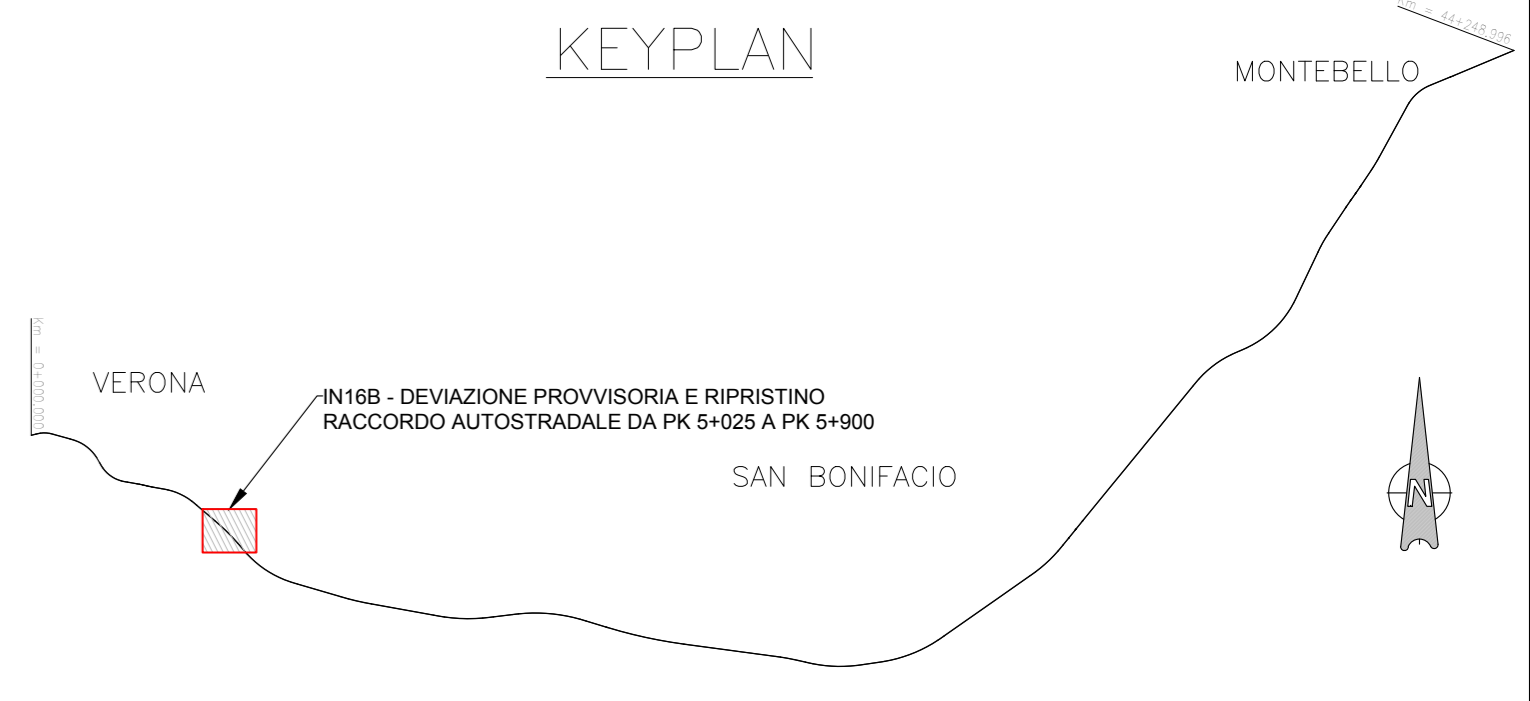 KEYPLAN
Km = 44+248.996
MONTEBELLO
Km = 0+000.000
VERONA
IN16B - DEVIAZIONE PROVVISORIA E RIPRISTINO
RACCORDO AUTOSTRADALE DA PK 5+025 A PK 5+900
SAN BONIFACIO
N